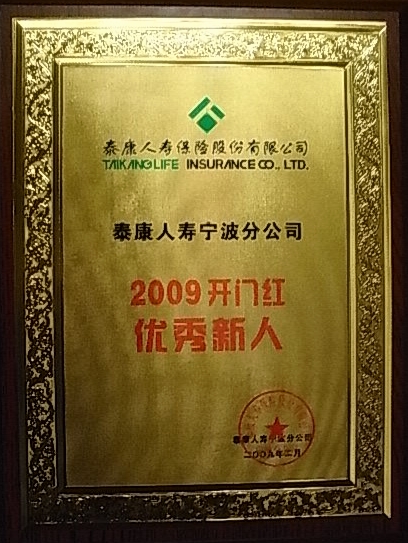 泰康人寿保险股份有限公司
TAIKANG LIFE INSURANCE CO., LTD.
泰康人寿宁波分公司
2009开门红
优秀新人
泰康人寿宁波分公司
二〇〇九年二月